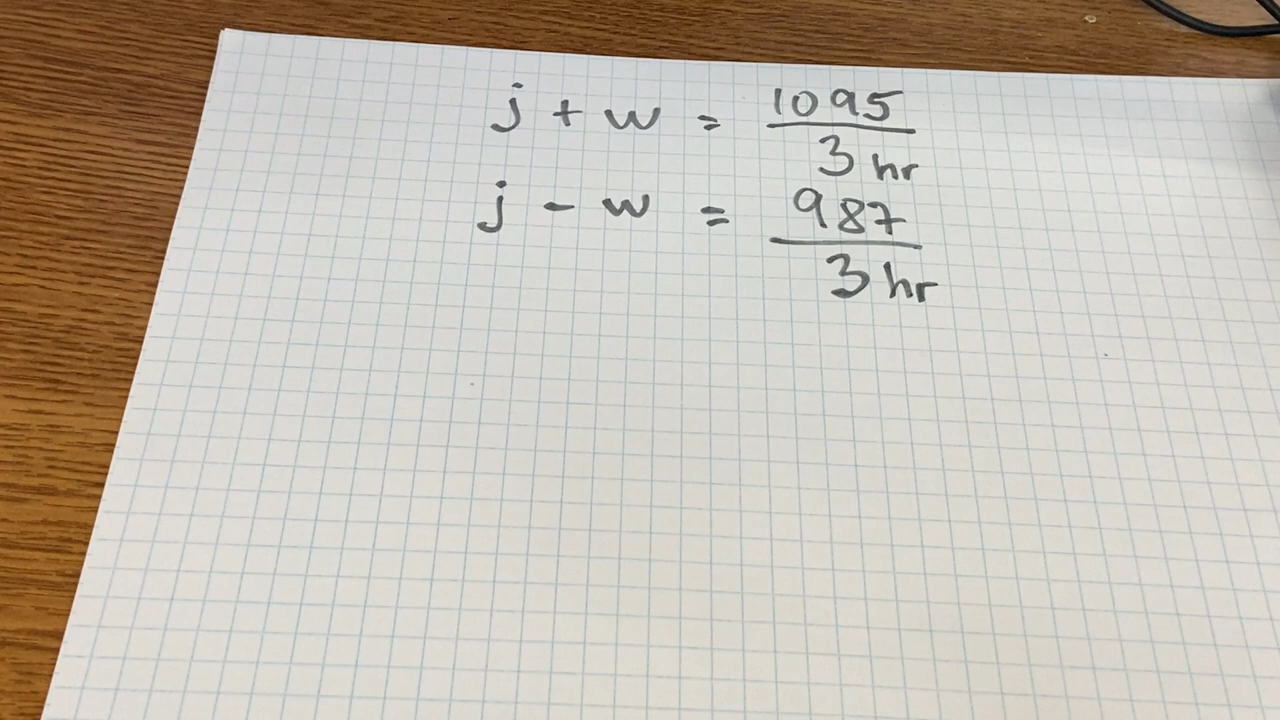 j + w = 1095
3 hr
j - w = 987
3 hr